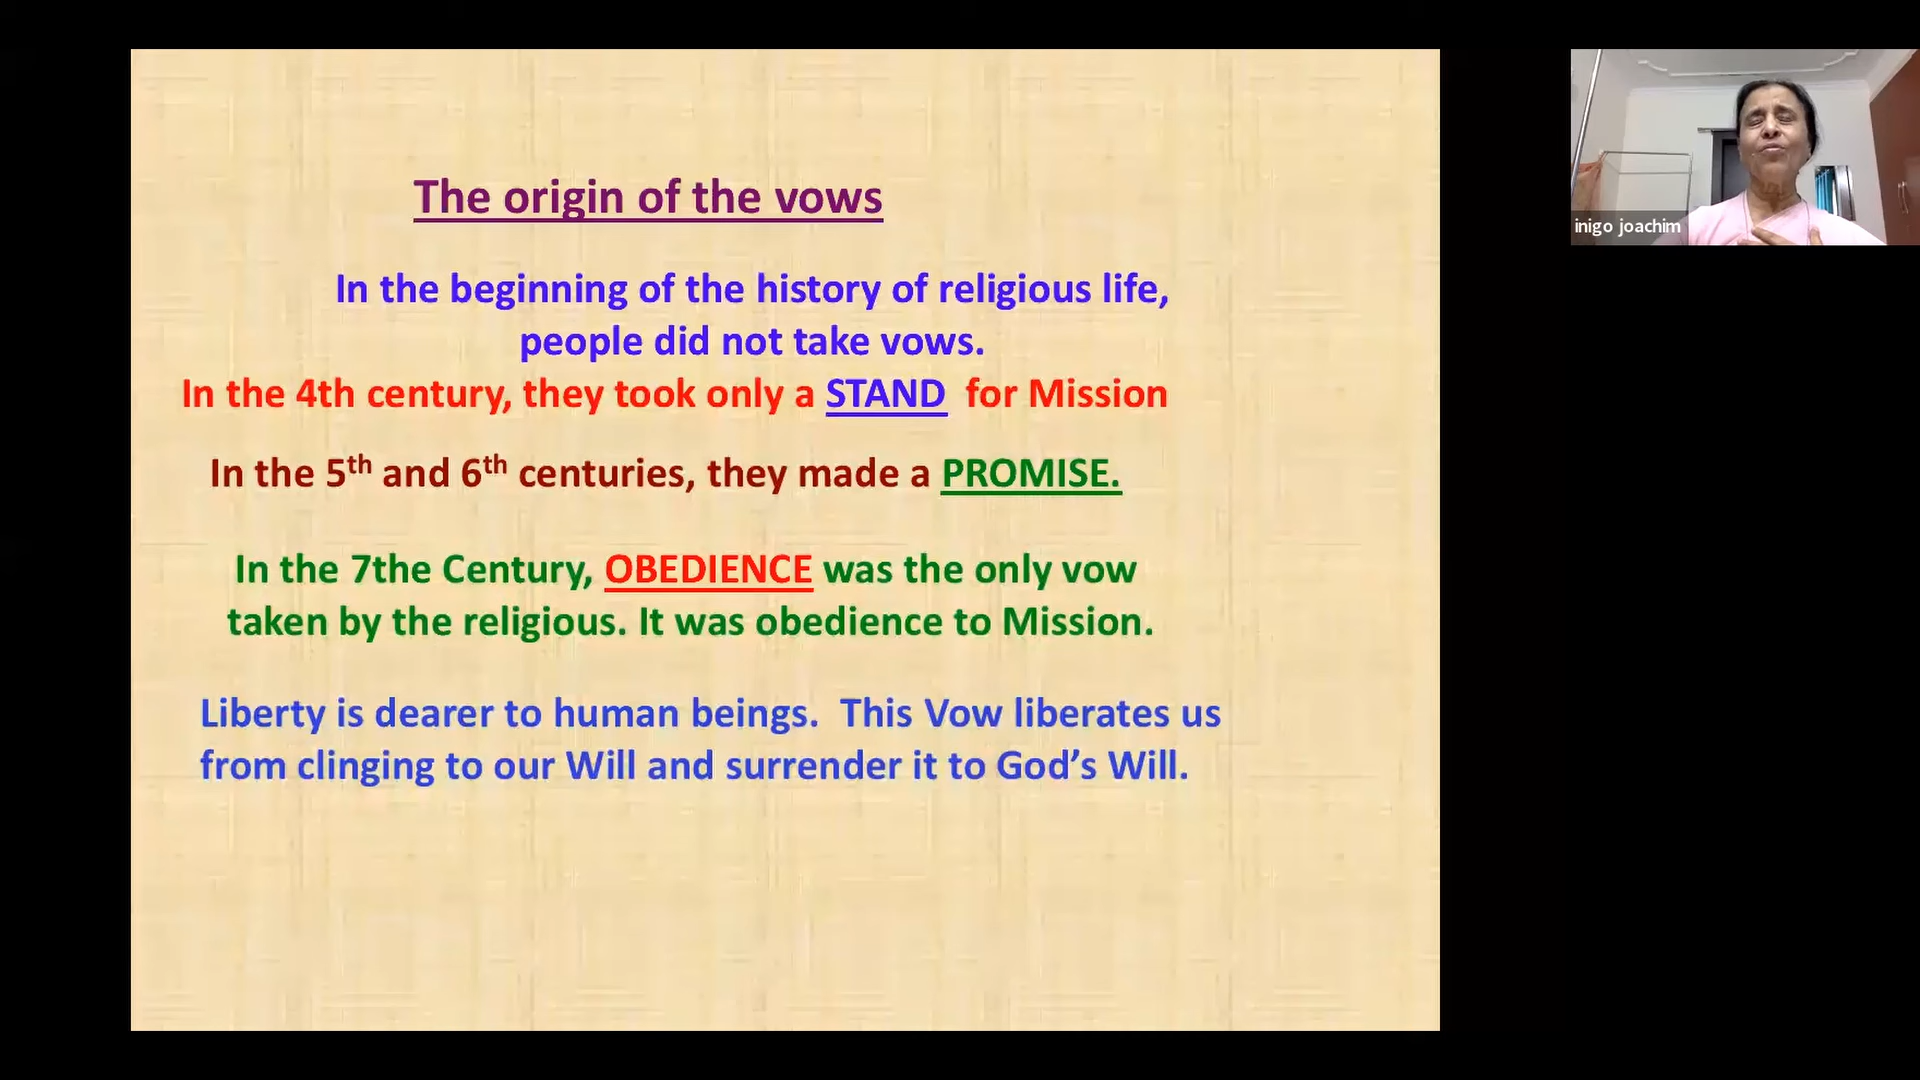 The origin of the vows
In the beginning of the history of religious life,
people did not take vows.
In the 4th century, they took only a STAND for Mission
In the 5th and 6th centuries, they made a PROMISE.
In the 7the Century, OBEDIENCE was the only vow
taken by the religious. It was obedience to Mission.
Liberty is dearer to human beings. This Vow liberates us
from clinging to our Will and surrender it to God’s Will.
inigo joachim